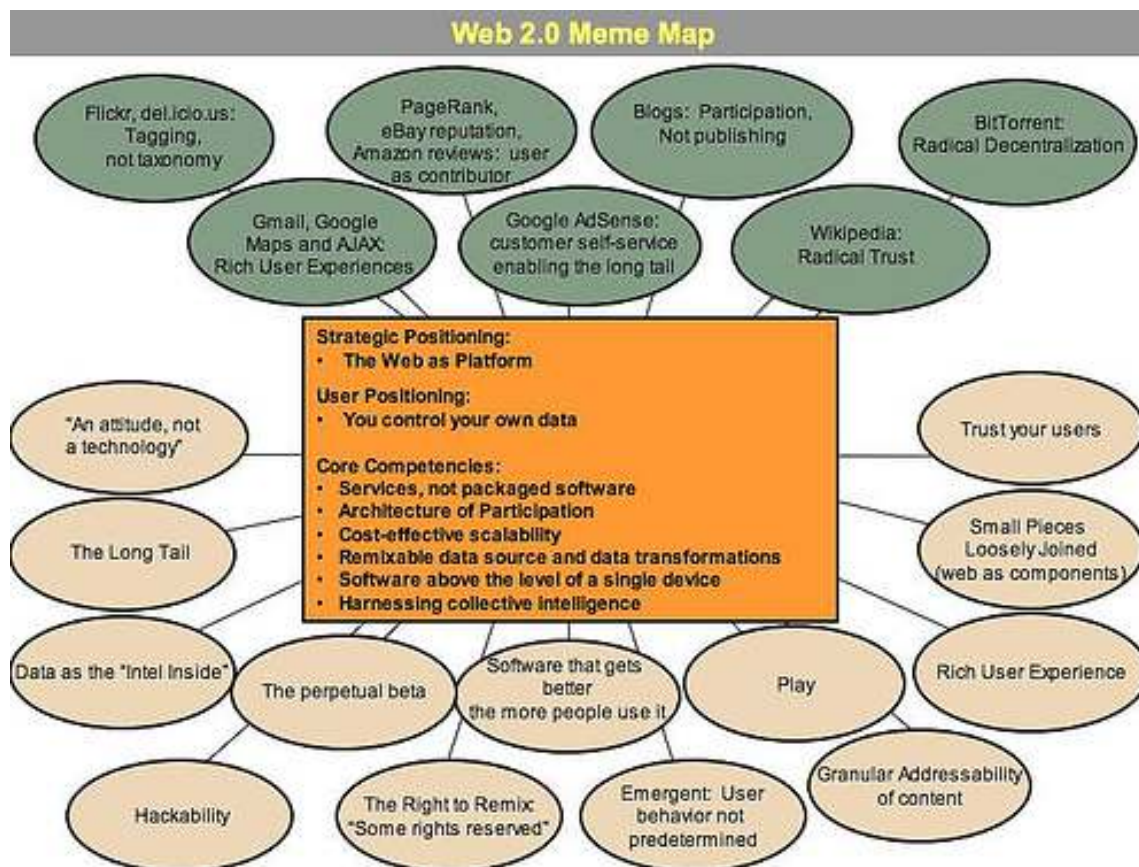 Web 2.0 Meme Map
Flickr, del.icio.us:
Tagging,
not taxonomy
PageRank,
eBay reputation,
Amazon reviews: user
as contributor
Blogs: Participation,
Not publishing
BitTorrent:
Radical Decentralization
Gmail, Google
Maps and AJAX:
Rich User Experiences
Google AdSense:
customer self-service
enabling the long tail
Wikipedia:
Radical Trust
Strategic Positioning:
• The Web as Platform
User Positioning:
• You control your own data
Core Competencies:
• Services, not packaged software
• Architecture of Participation
• Cost-effective scalability
• Remixable data source and data transformations
• Software above the level of a single device
• Harnessing collective intelligence
"An attitude, not
a technology"
Trust your users
The Long Tail
Small Pieces
Loosely Joined
(web as components)
Data as the "Intel Inside"
The perpetual beta
Software that gets
better
the more people use it
Play
Rich User Experience
Hackability
The Right to Remix:
"Some rights reserved"
Emergent: User
behavior not
predetermined
Granular Addressability
of content